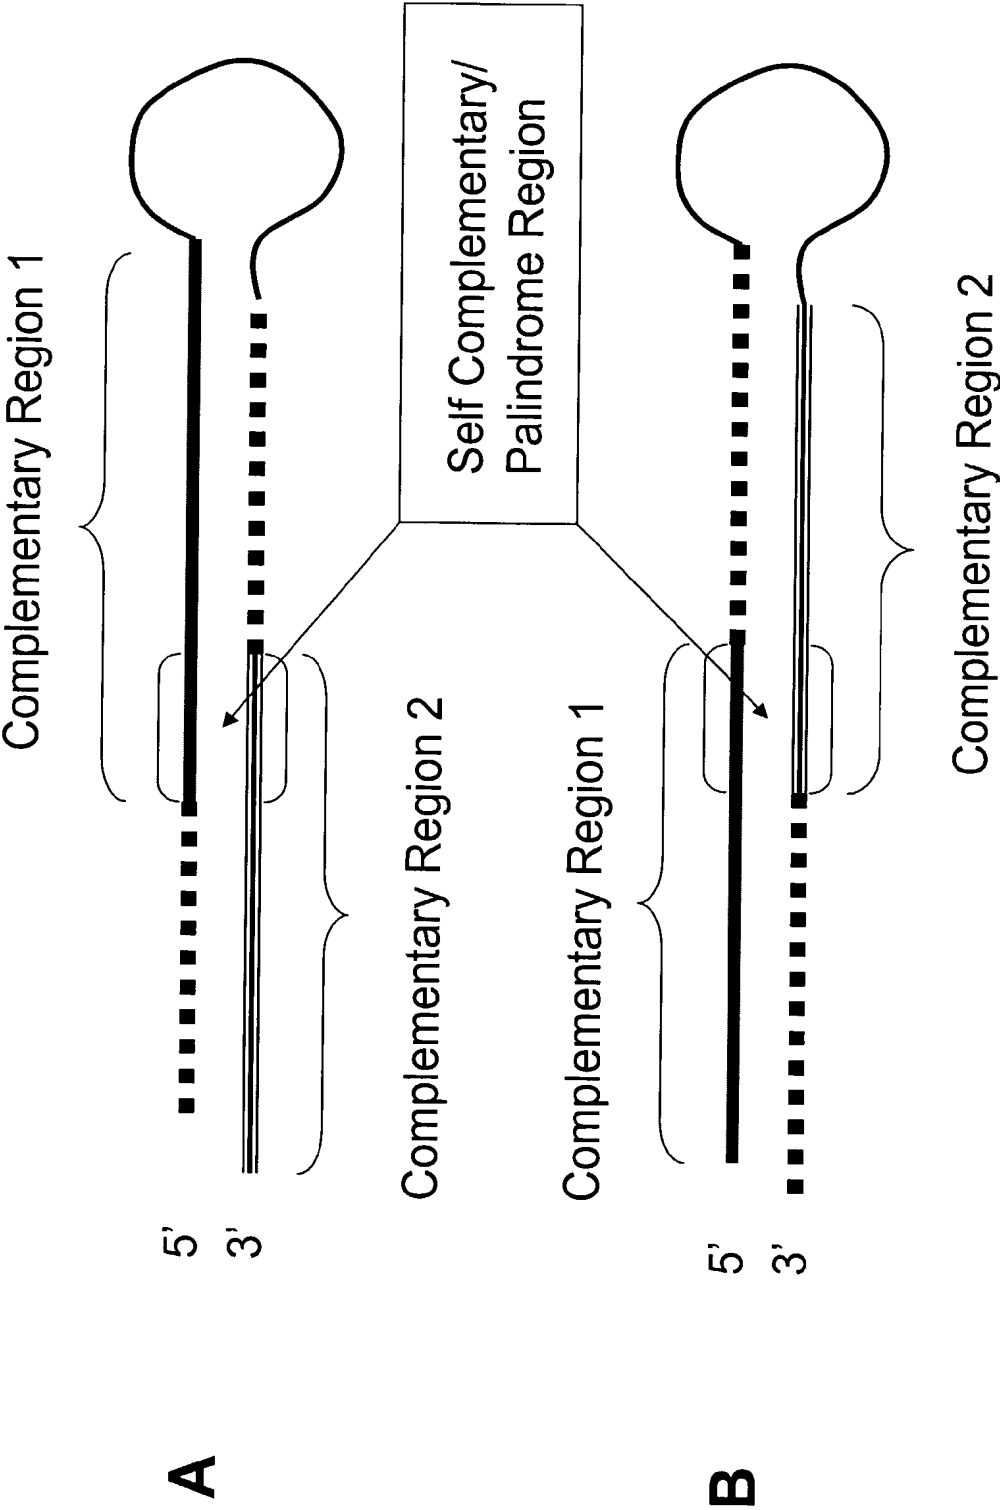 A
Complementary Region 1
5'
3'
Complementary Region 2
Self Complementary/
Palindrome Region
B
Complementary Region 1
5'
3'
Complementary Region 2